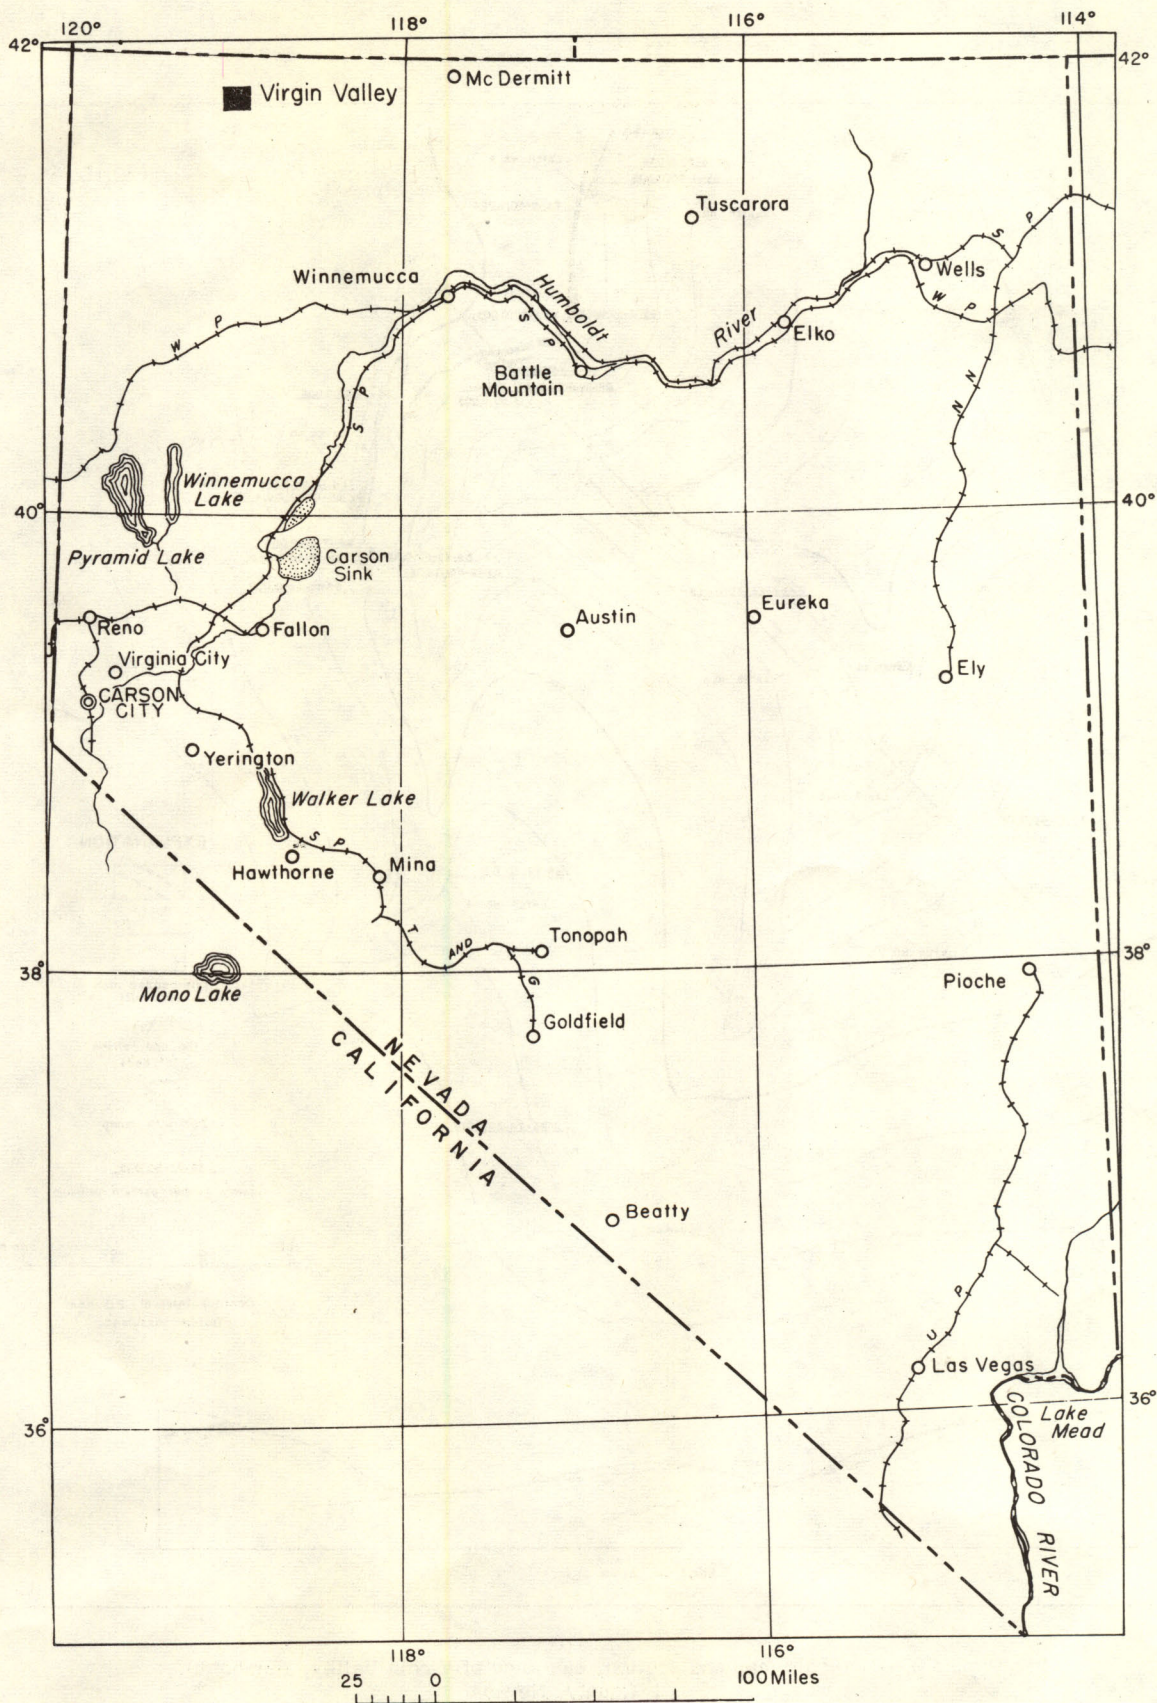 120° 118° 116° 114°
42° 42°
Mc Dermitt
Virgin Valley
Tuscarora
S P
Winnemucca
Wells
Humboldt
River
W P
W P
S P
Elko
Battle
Mountain
S P
N N
Winnemucca
Lake
40° 40°
Pyramid Lake
Carson
Sink
Reno
Fallon
Austin
Eureka
Virginia City
Ely
CARSON
CITY
Yerington
Walker Lake
S P
Hawthorne
Mina
T AND G
Tonopah
38°
Pioche
Mono Lake
Goldfield
NEVADA
CALIFORNIA
Beatty
U P
Las Vegas
36° 36°
Lake
Mead
COLORADO RIVER
118° 116°
25 0 100 Miles